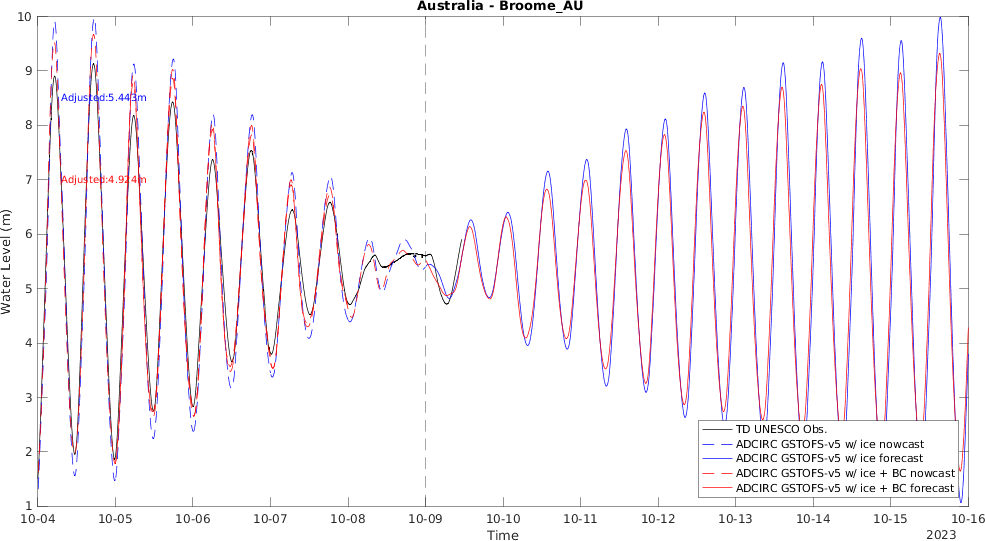 Australia - Broome_AU
10
9
8
7
6
5
4
3
2
1
Water Level (m)
Adjusted:5.443m
Adjusted:4.924m
TD UNESCO Obs.
ADCIRC GSTOFS-v5 w/ ice nowcast
ADCIRC GSTOFS-v5 w/ ice forecast
ADCIRC GSTOFS-v5 w/ ice + BC nowcast
ADCIRC GSTOFS-v5 w/ ice + BC forecast
10-04 10-05 10-06 10-07 10-08 10-09 10-10 10-11 10-12 10-13 10-14 10-15 10-16
Time
2023